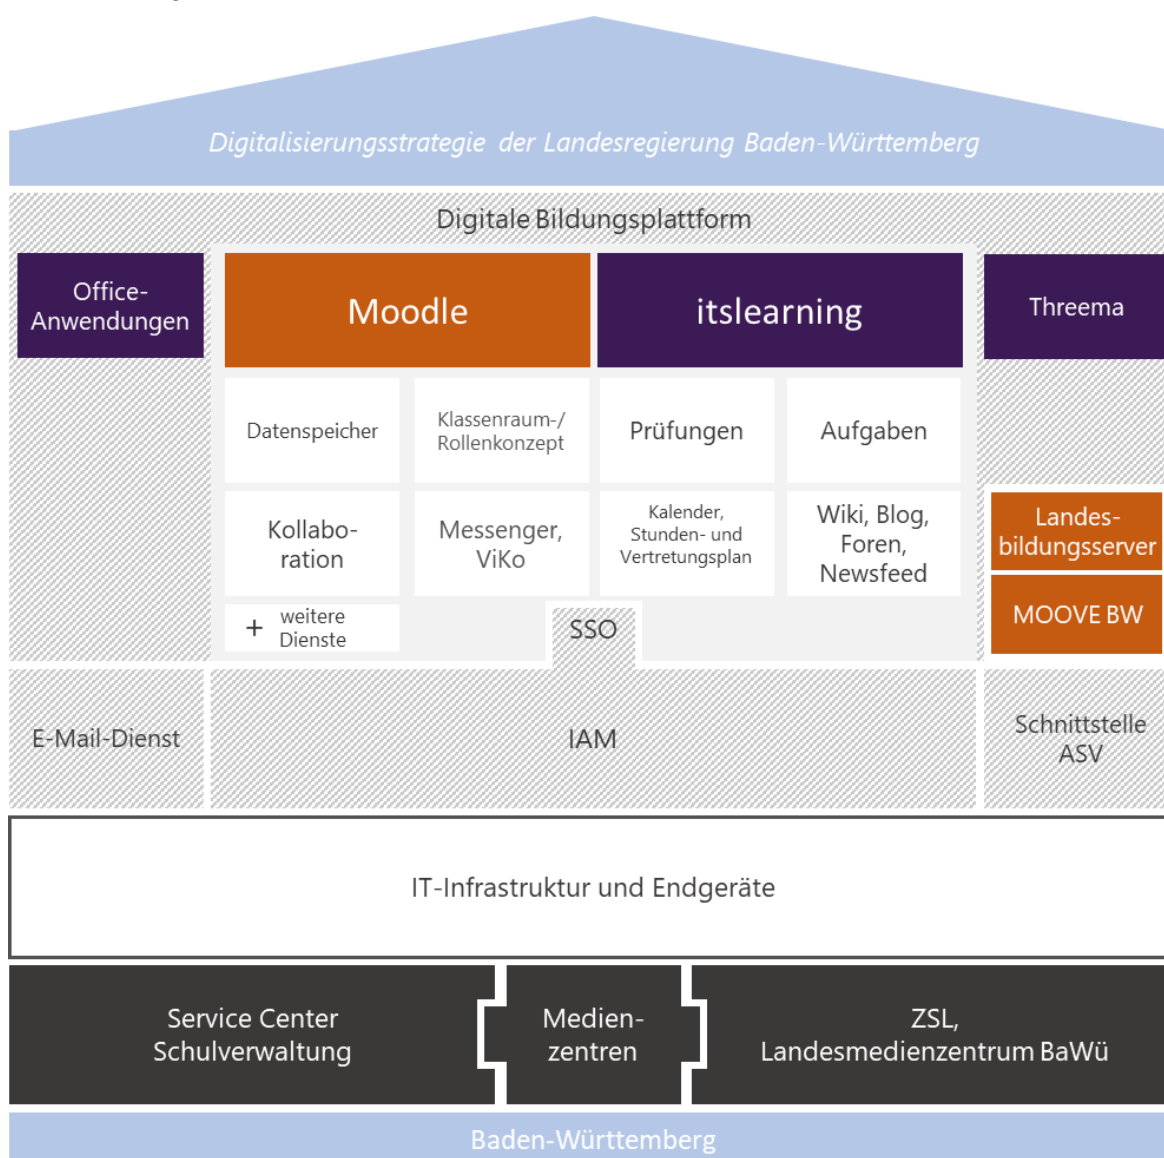 Digitalisierungsstrategie der Landesregierung Baden-Württemberg
Digitale Bildungsplattform
Office-
Anwendungen
Moodle
itslearning
Threema
Datenspeicher
Klassenraum-/
Rollenkonzept
Prüfungen
Aufgaben
Kollabo-
ration
Messenger,
ViKo
Kalender,
Stunden- und
Vertretungsplan
Wiki, Blog,
Foren,
Newsfeed
Landes-
bildungsserver
MOOVE BW
+ weitere
Dienste
SSO
E-Mail-Dienst
IAM
Schnittstelle
ASV
IT-Infrastruktur und Endgeräte
Service Center
Schulverwaltung
Medien-
zentren
ZSL,
Landesmedienzentrum BaWü
Baden-Württemberg